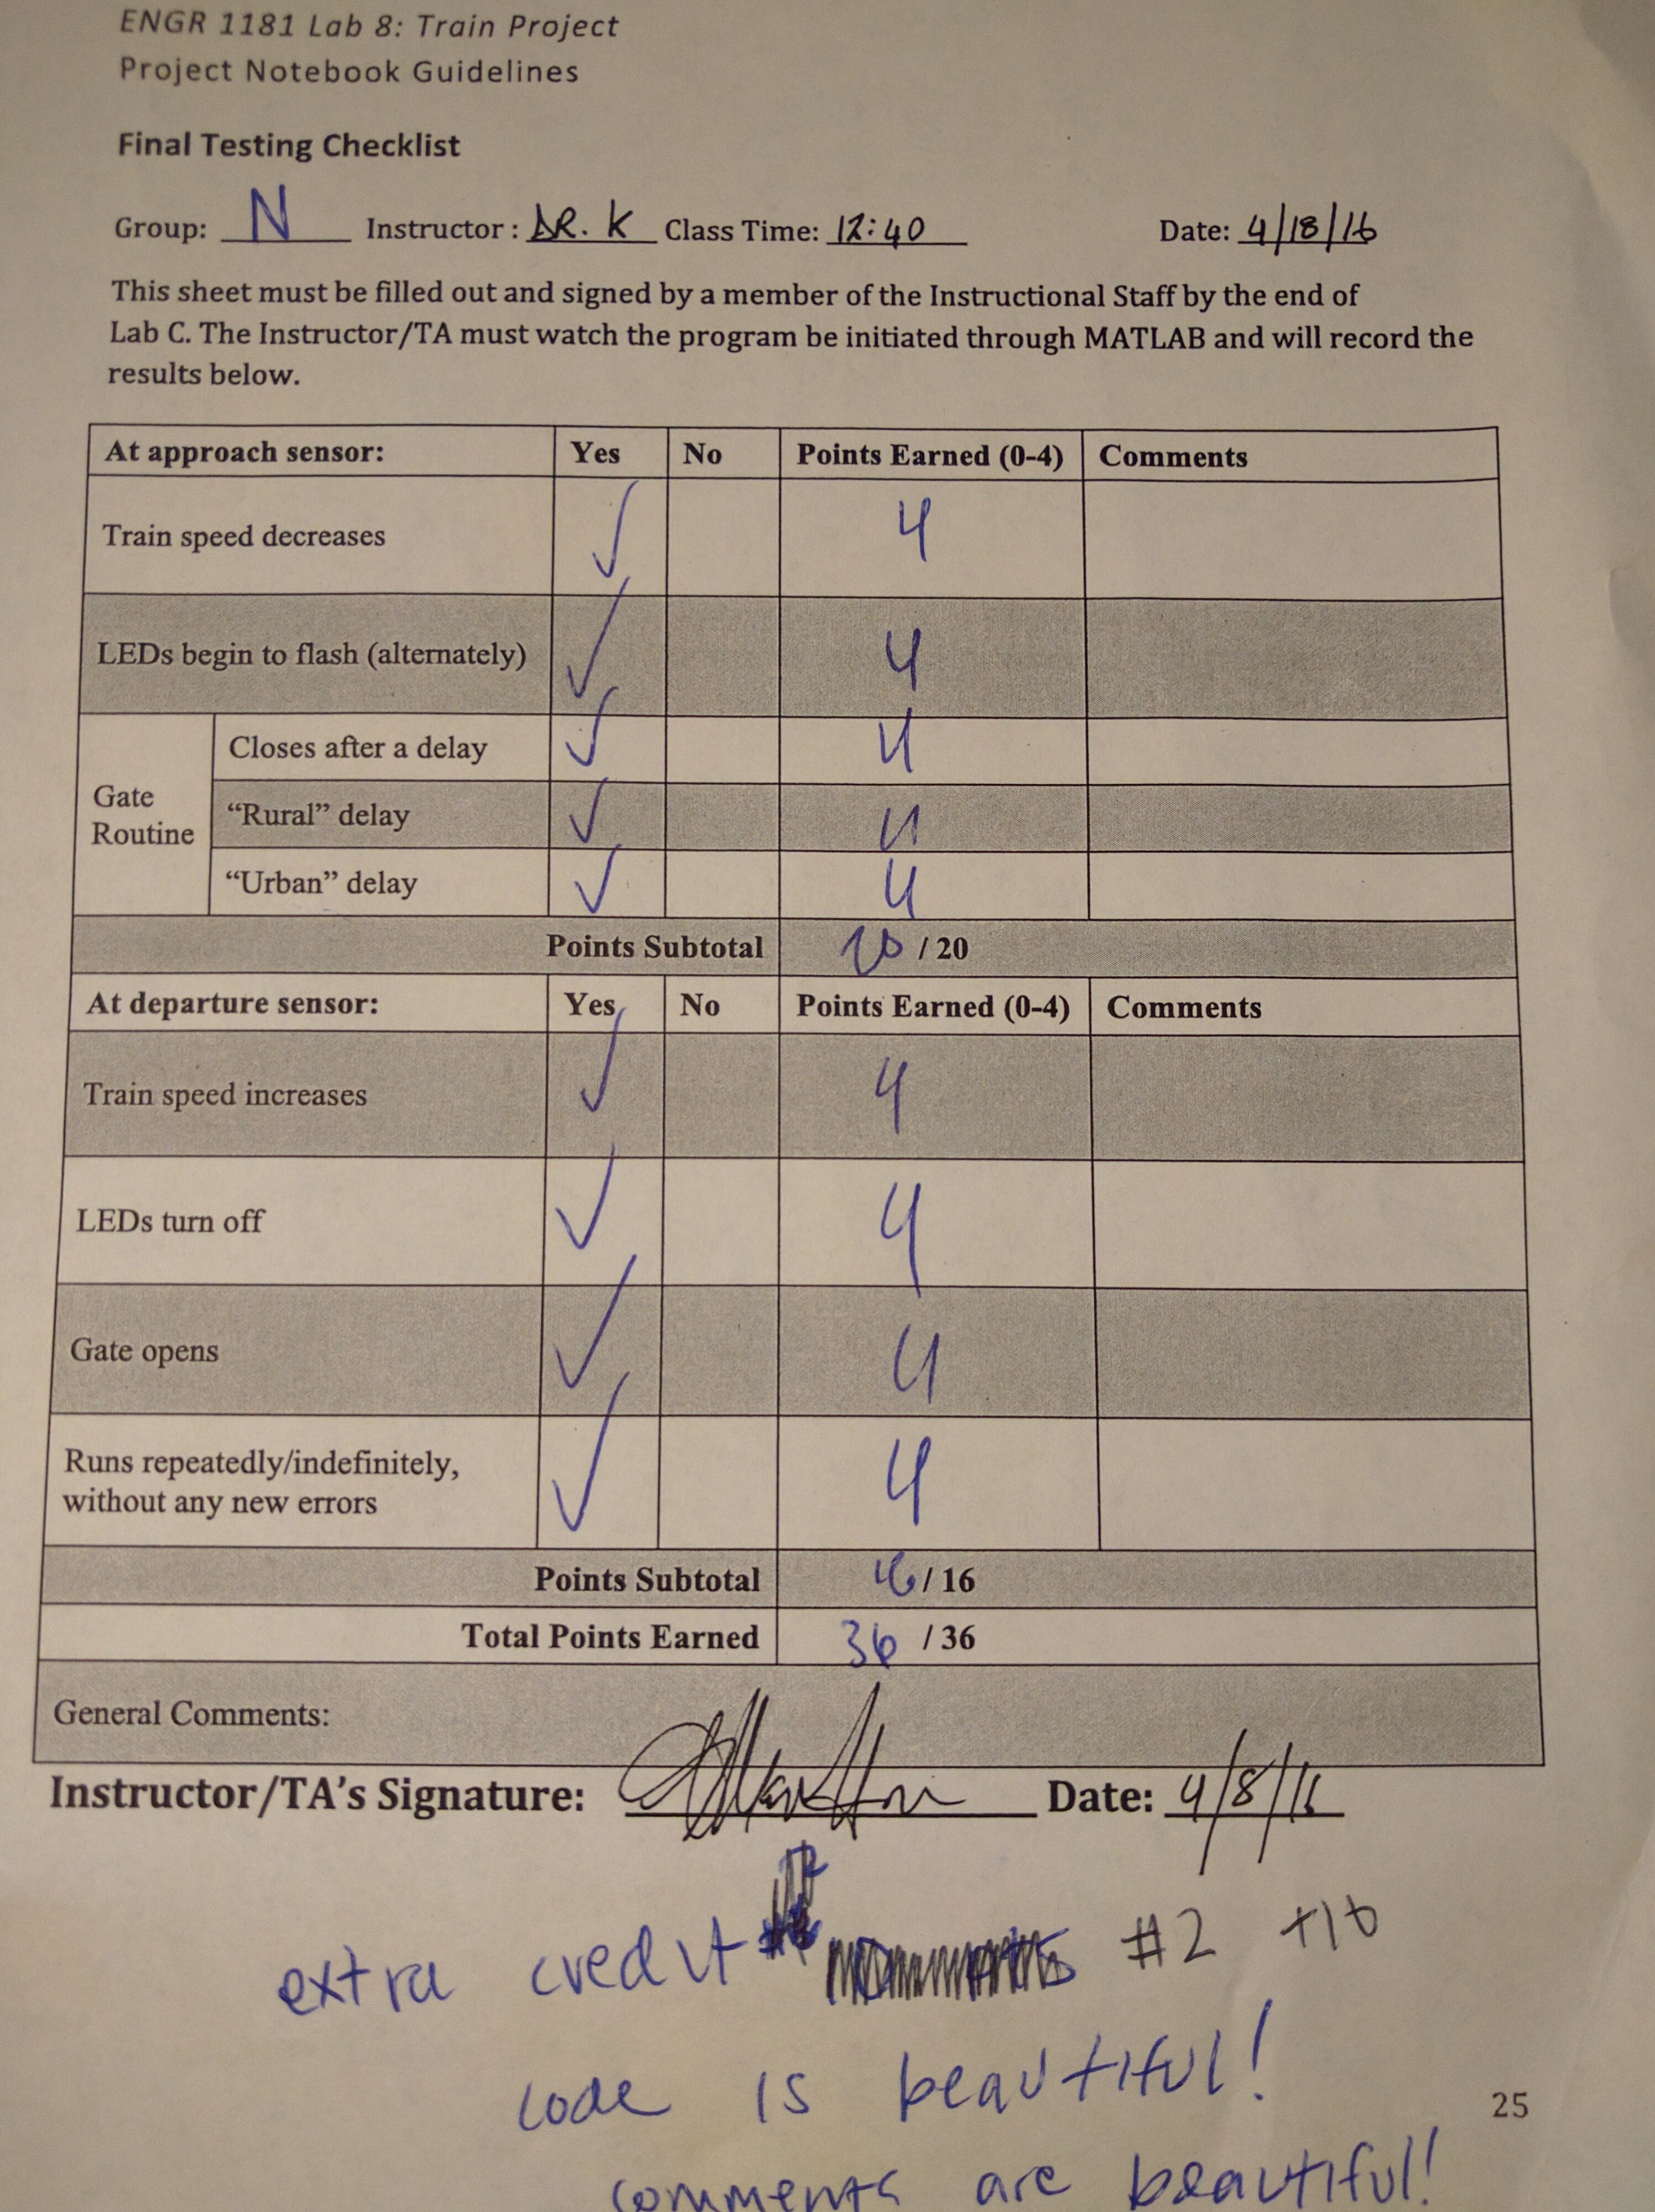 ENGR 1181 Lab 8: Train Project
Project Notebook Guidelines
Final Testing Checklist
Group: N Instructor : DR. K Class Time: 12:40 Date: 4/18/16
This sheet must be filled out and signed by a member of the Instructional Staff by the end of
Lab C. The Instructor/TA must watch the program be initiated through MATLAB and will record the
results below.
At approach sensor: Yes No Points Earned (0-4) Comments
Train speed decreases ✓ 4
LEDs begin to flash (alternately) ✓ 4
Gate Routine
Closes after a delay ✓ 4
“Rural” delay ✓ 4
“Urban” delay ✓ 4
Points Subtotal 20 / 20
At departure sensor: Yes No Points Earned (0-4) Comments
Train speed increases ✓ 4
LEDs turn off ✓ 4
Gate opens ✓ 4
Runs repeatedly/indefinitely,
without any new errors ✓ 4
Points Subtotal 16 / 16
Total Points Earned 36 / 36
General Comments:
Instructor/TA's Signature: Date: 4/8/16
extra credit #2 +10
code is beautiful!
25
comments are beautiful!